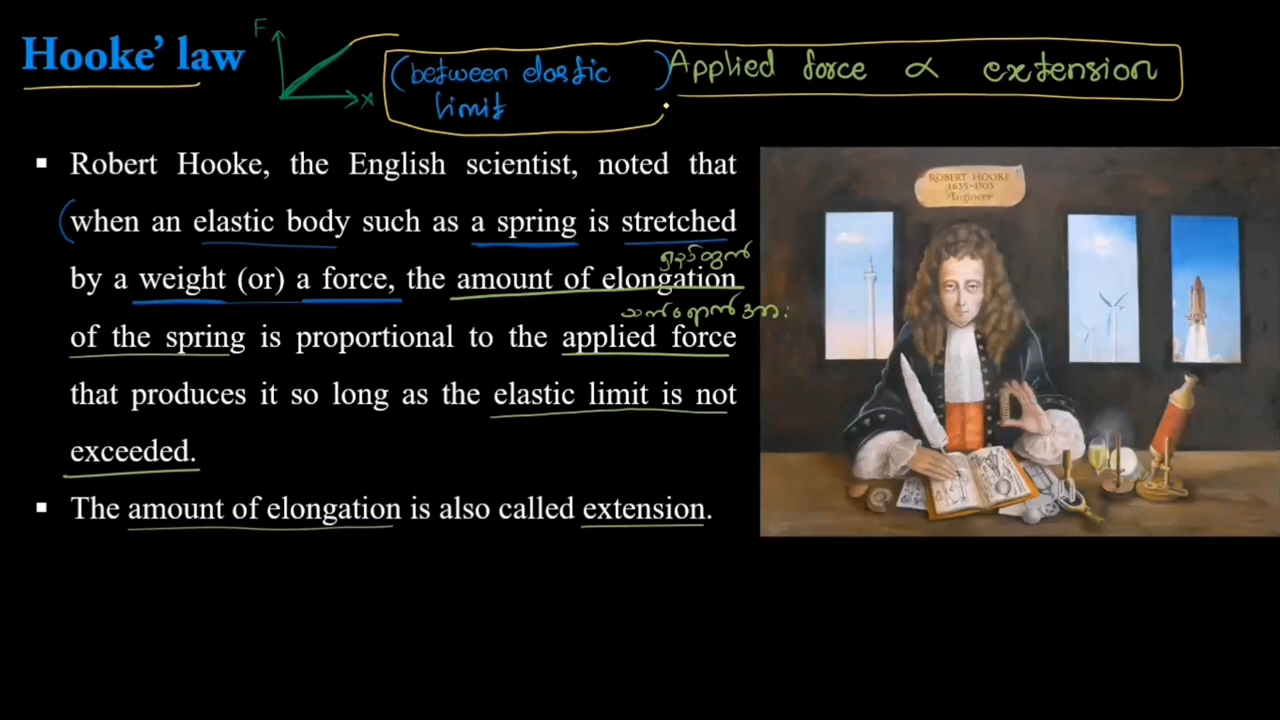 Hooke' law
F
x
(between elastic limit) Applied force ∝ extension
▪ Robert Hooke, the English scientist, noted that
when an elastic body such as a spring is stretched
by a weight (or) a force, the amount of elongation
of the spring is proportional to the applied force
that produces it so long as the elastic limit is not
exceeded.
▪ The amount of elongation is also called extension.
ROBERT HOOKE
1635-1703
Engineer